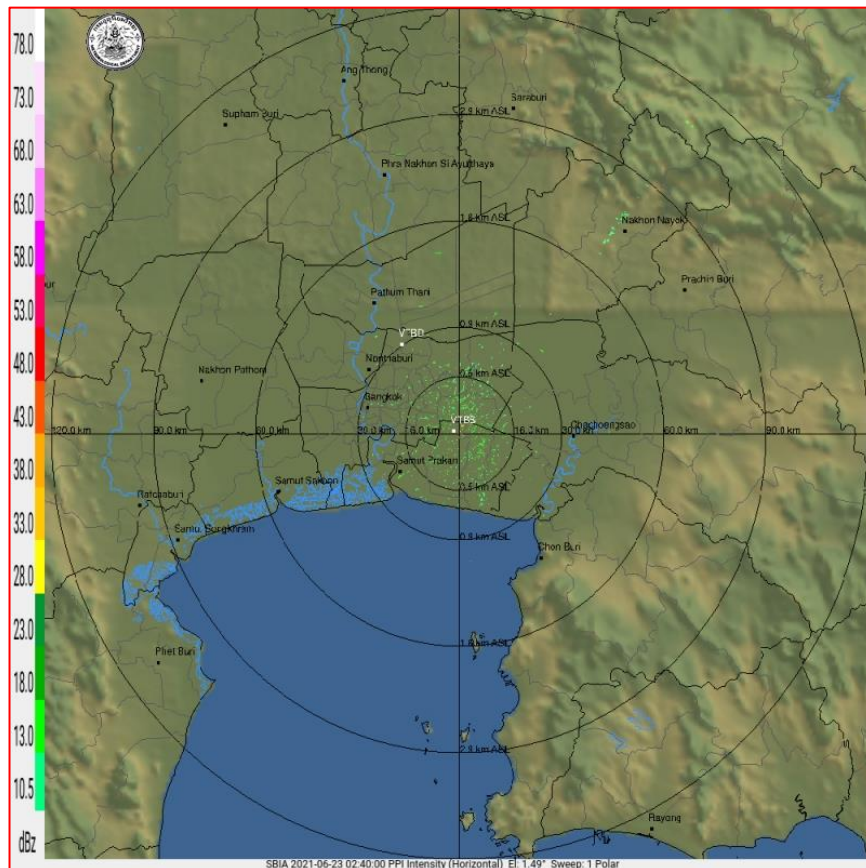 78.0
73.0
68.0
63.0
58.0
53.0
48.0
43.0
38.0
33.0
28.0
23.0
18.0
13.0
10.5
dBz
Ang Thong
Saraburi
Supham Buri
2.8 km ASL
Phra Nakhon Si Ayutthaya
1.6 km ASL
Nakhon Nayok
Prachin Buri
Pathum Thani
0.8 km ASL
VTBD
Nonthaburi
0.5 km ASL
Nakhon Pathom
Bangkok
VTBS
Chachoengsao
120.0 km
90.0 km
60.0 km
30.0 km
16.0 km
16.0 km
30.0 km
60.0 km
90.0 km
Samut Prakan
Samut Sakhon
0.5 km ASL
Ratchaburi
Samut Songkhram
0.8 km ASL
Chon Buri
1.6 km ASL
Phet Buri
2.8 km ASL
Rayong
SBIA 2021-06-23 02:40:00 PPI Intensity (Horizontal) El: 1.49° Sweep: 1 Polar